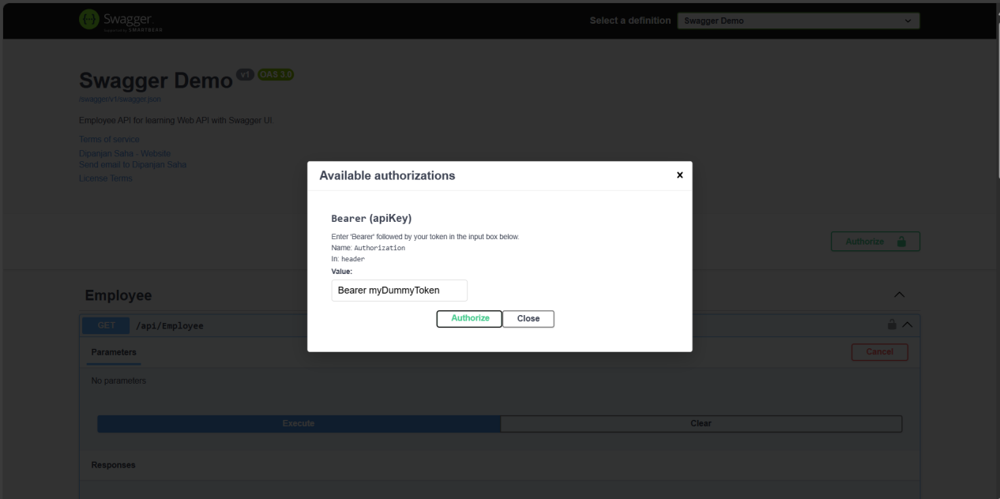 Swagger.
Supported by SMARTBEAR
Select a definition
Swagger Demo
Swagger Demo v1 OAS 3.0
/swagger/v1/swagger.json
Employee API for learning Web API with Swagger UI.
Terms of service
Dipanjan Saha - Website
Send email to Dipanjan Saha
License Terms
Available authorizations
Bearer (apiKey)
Enter 'Bearer' followed by your token in the input box below.
Name: Authorization
In: header
Value:
Bearer myDummyToken
Authorize
Close
Authorize
Employee
GET /api/Employee
Parameters
Cancel
No parameters
Execute
Clear
Responses